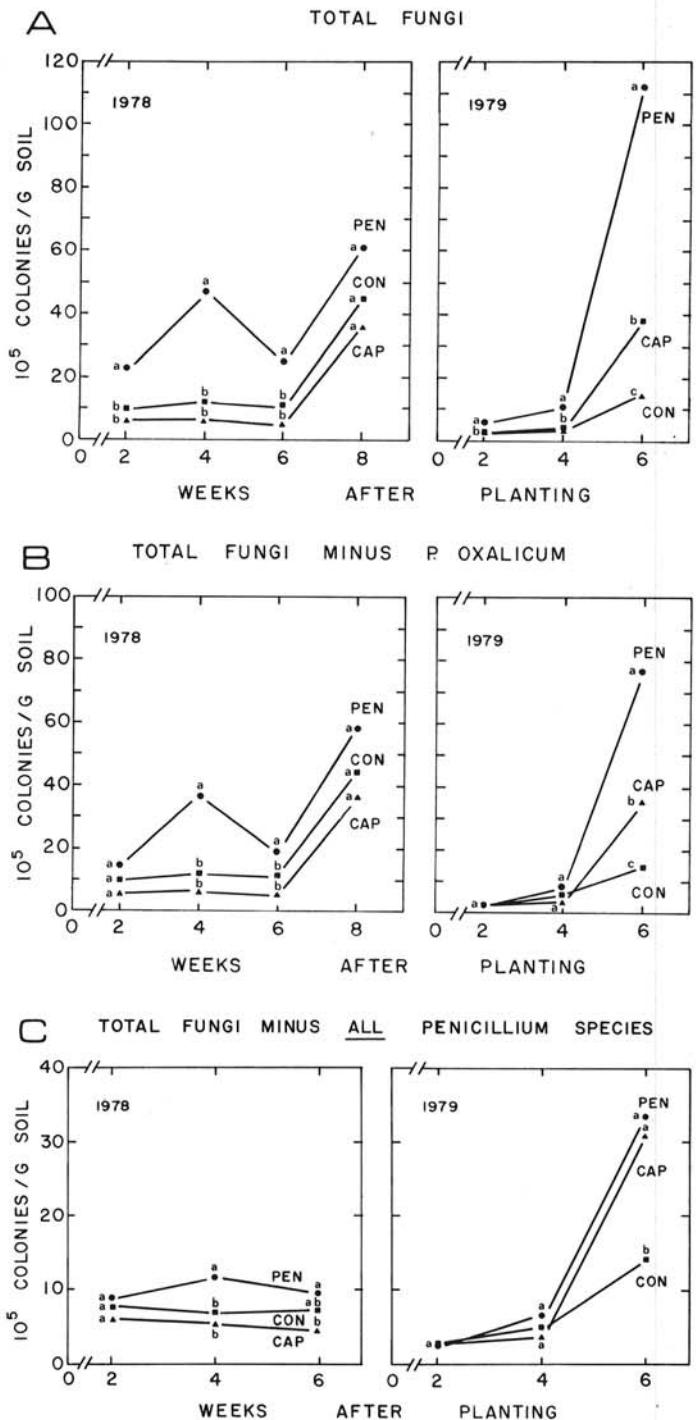 A TOTAL FUNGI
120
100
80
60
40
20
0
10⁵ COLONIES/G SOIL
1978
a
a
a
a PEN
b
b
b
a CON
b
b
b
a CAP
0 2 4 6 8
1979
a PEN
a
a
b CAP
b
b
c CON
0 2 4 6
WEEKS AFTER PLANTING
B TOTAL FUNGI MINUS P. OXALICUM
100
80
60
40
20
0
10⁵ COLONIES/G SOIL
1978
a
a
a
a PEN
a
b
b
a CON
a
b
b
a CAP
0 2 4 6 8
1979
PEN
a
CAP
b
c
CON
a
a
0 2 4 6
WEEKS AFTER PLANTING
C TOTAL FUNGI MINUS ALL PENICILLIUM SPECIES
40
30
20
10
0
10⁵ COLONIES/G SOIL
1978
a
a
a
PEN
a
b
ab
CON
a
b
b
CAP
0 2 4 6
1979
PEN
a
a
CAP
b
CON
a
a
a
0 2 4 6
WEEKS AFTER PLANTING